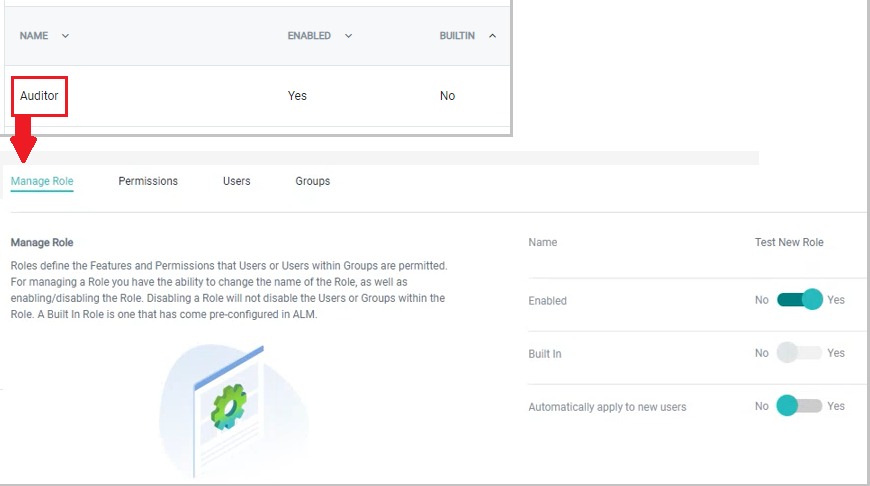 NAME ENABLED BUILTIN
Auditor Yes No
Manage Role Permissions Users Groups
Manage Role
Roles define the Features and Permissions that Users or Users within Groups are permitted.
For managing a Role you have the ability to change the name of the Role, as well as
enabling/disabling the Role. Disabling a Role will not disable the Users or Groups within the
Role. A Built In Role is one that has come pre-configured in ALM.
Name Test New Role
Enabled No Yes
Built In No Yes
Automatically apply to new users No Yes